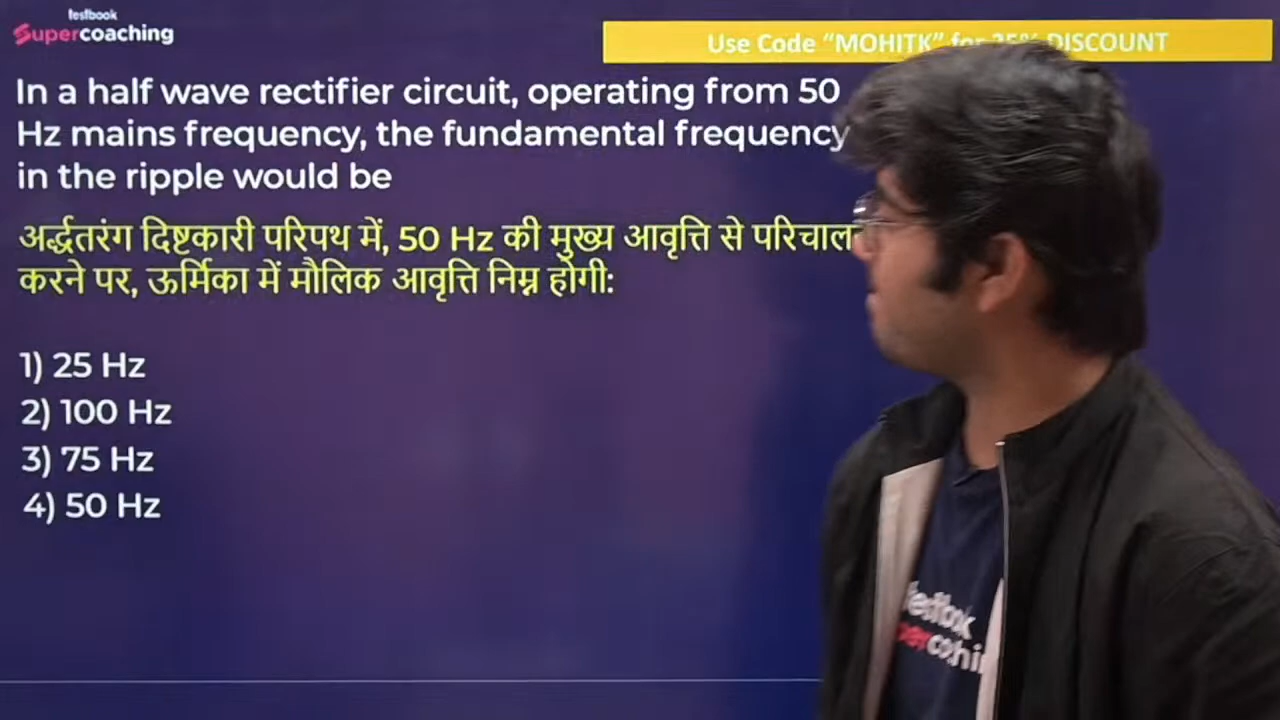 testbook
Supercoaching
Use Code “MOHITK” for 25% DISCOUNT
In a half wave rectifier circuit, operating from 50
Hz mains frequency, the fundamental frequency
in the ripple would be
अर्द्धतरंग दिष्टकारी परिपथ में, 50 Hz की मुख्य आवृत्ति से
करने पर, ऊर्मिका में मौलिक आवृत्ति निम्न होगी:
1) 25 Hz
2) 100 Hz
3) 75 Hz
4) 50 Hz